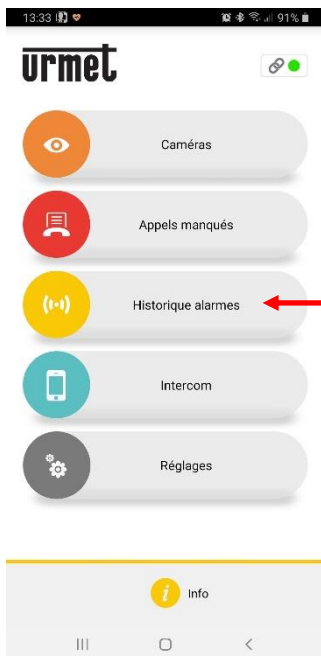 13:33 91%
urmet
Caméras
Appels manqués
Historique alarmes
Intercom
Réglages
i Info